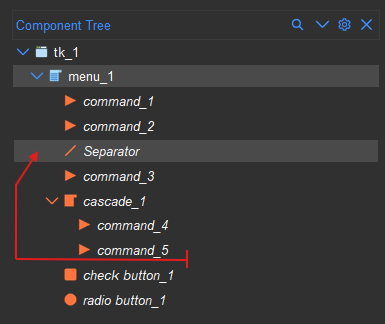 Component Tree
tk_1
menu_1
command_1
command_2
Separator
command_3
cascade_1
command_4
command_5
check button_1
radio button_1